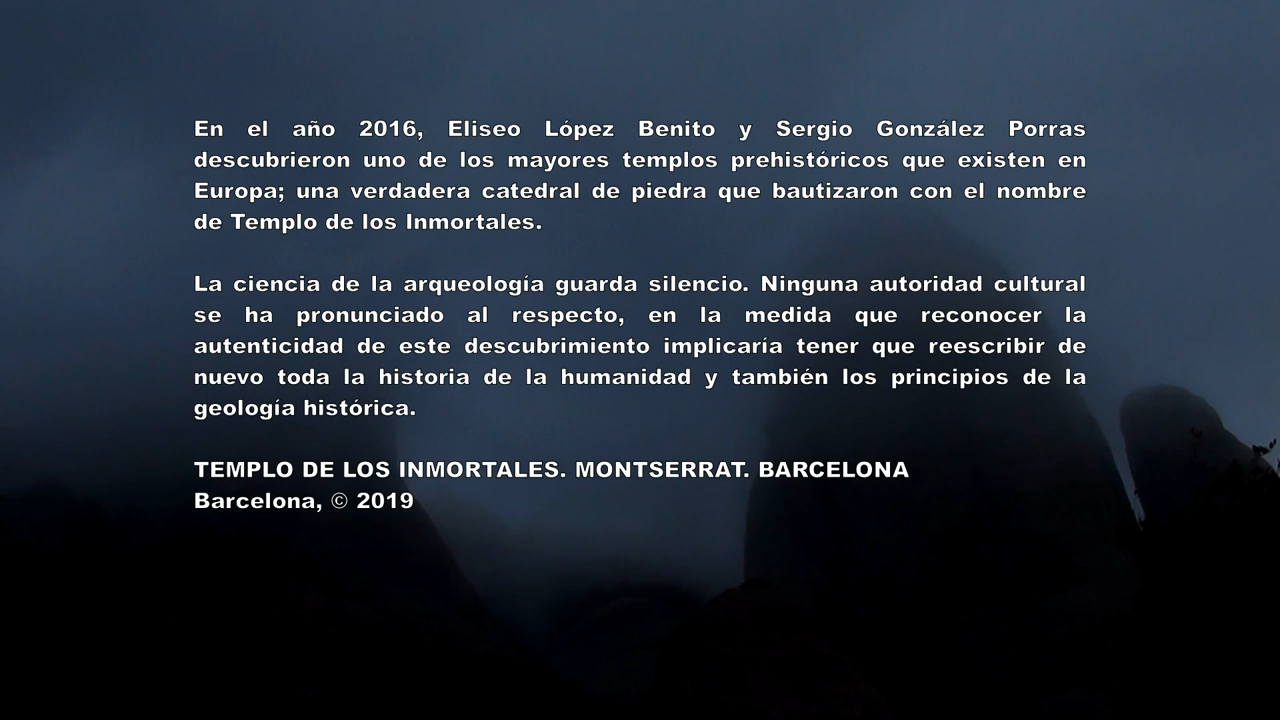 En el año 2016, Eliseo López Benito y Sergio González Porras
descubrieron uno de los mayores templos prehistóricos que existen en
Europa; una verdadera catedral de piedra que bautizaron con el nombre
de Templo de los Inmortales.
La ciencia de la arqueología guarda silencio. Ninguna autoridad cultural
se ha pronunciado al respecto, en la medida que reconocer la
autenticidad de este descubrimiento implicaría tener que reescribir de
nuevo toda la historia de la humanidad y también los principios de la
geología histórica.
TEMPLO DE LOS INMORTALES. MONTSERRAT. BARCELONA
Barcelona, © 2019